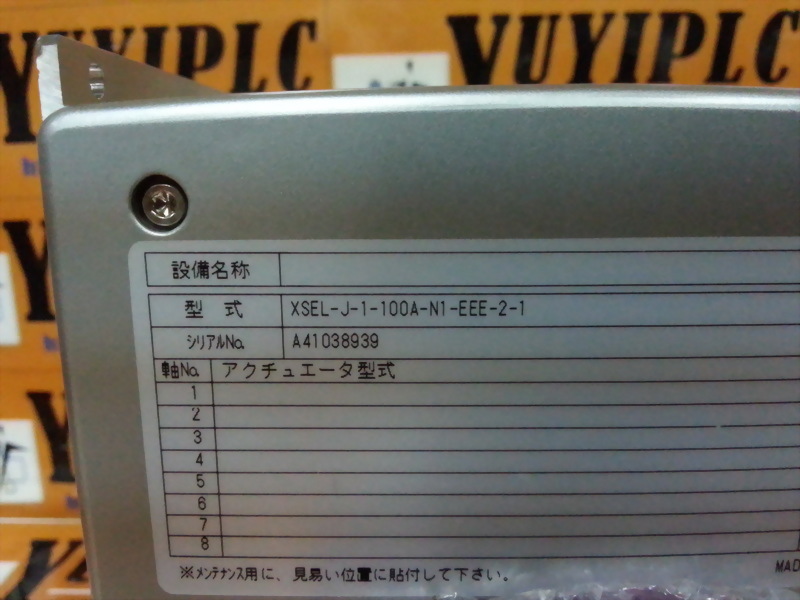 VUYIPLC VUYIPLC
設備名称
型式 XSEL-J-1-100A-N1-EEE-2-1
シリアルNo. A41038939
軸No. アクチュエータ型式
1
2
3
4
5
6
7
8
※メンテナンス用に、見易い位置に貼付して下さい。
MAD